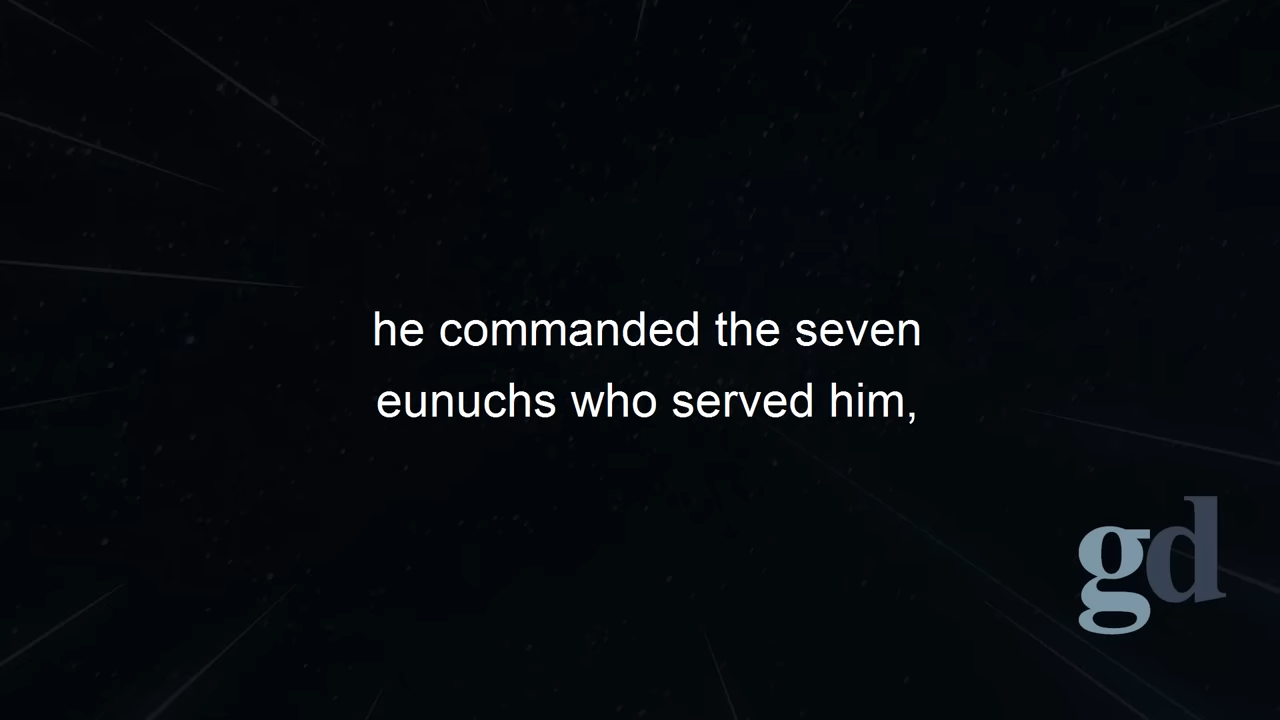 he commanded the seven
eunuchs who served him,
gd